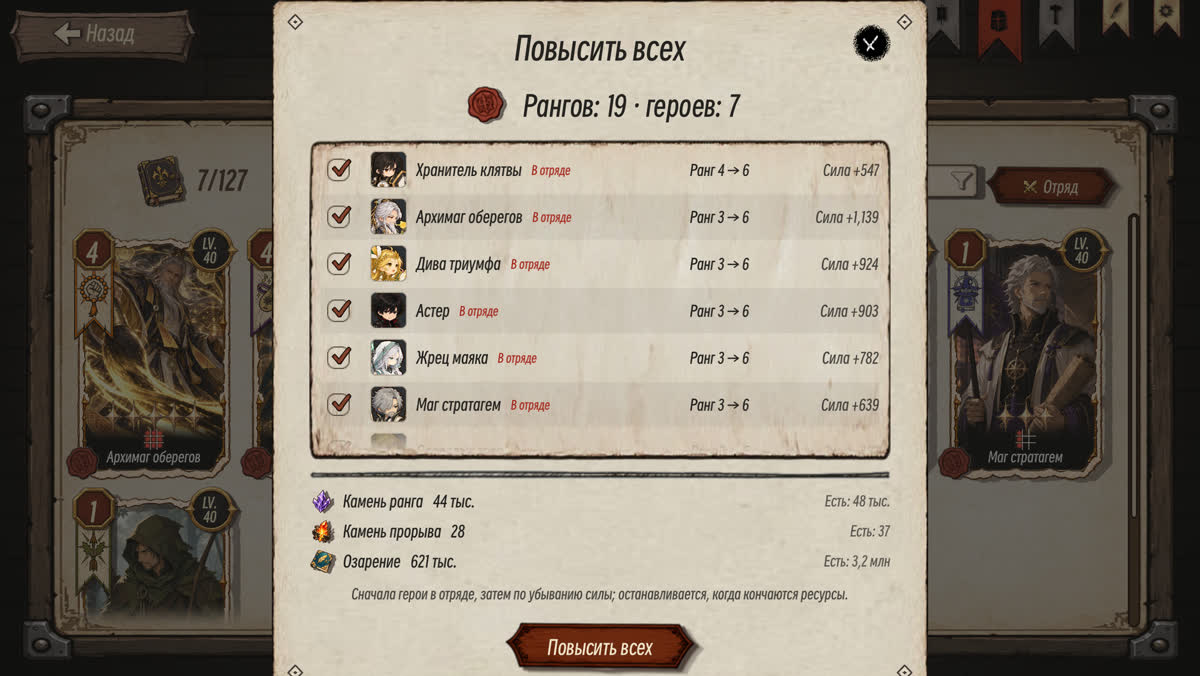 Назад
Повысить всех
Рангов: 19 · героев: 7
7/127
Отряд
Хранитель клятвы В отряде Ранг 4 → 6 Сила +547
Архимаг оберегов В отряде Ранг 3 → 6 Сила +1,139
Дива триумфа В отряде Ранг 3 → 6 Сила +924
Астер В отряде Ранг 3 → 6 Сила +903
Жрец маяка В отряде Ранг 3 → 6 Сила +782
Маг стратагем В отряде Ранг 3 → 6 Сила +639
4
LV. 40
Архимаг оберегов
4
1
LV. 40
Маг стратагем
1
LV. 40
Камень ранга 44 тыс. Есть: 48 тыс.
Камень прорыва 28 Есть: 37
Озарение 621 тыс. Есть: 3,2 млн
Сначала герои в отряде, затем по убыванию силы; останавливается, когда кончаются ресурсы.
Повысить всех